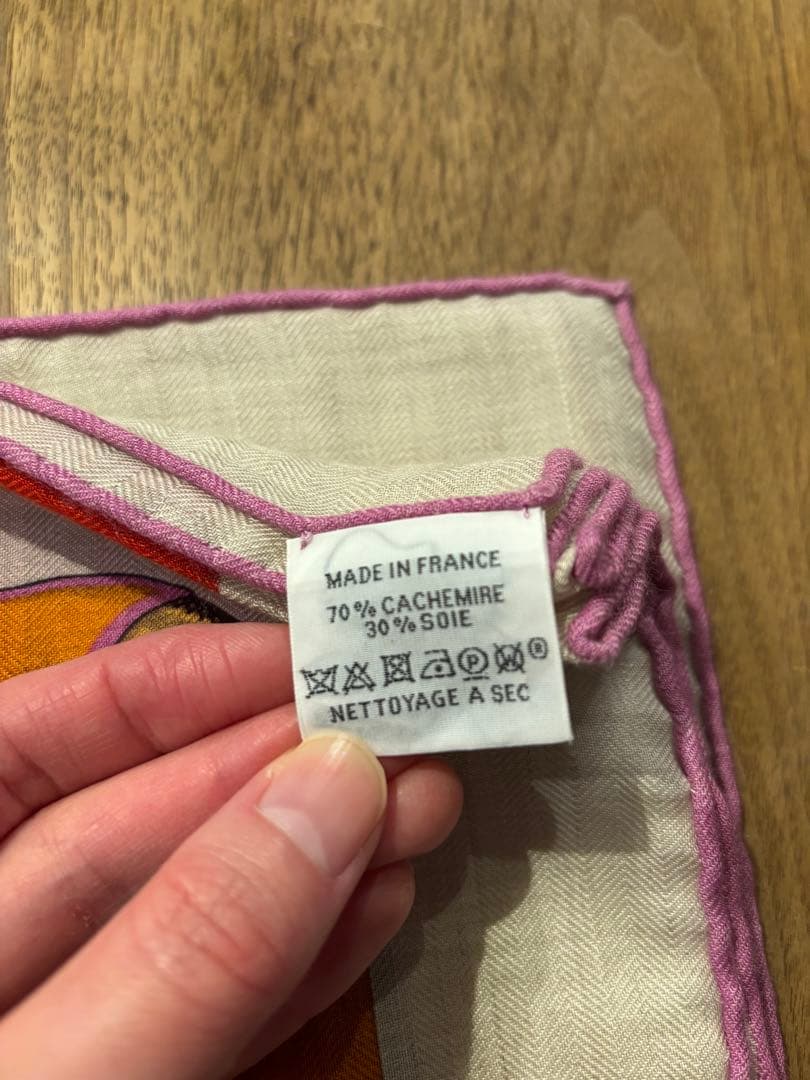 MADE IN FRANCE
70% CACHEMIRE
30% SOIE
P W ®
NETTOYAGE A SEC